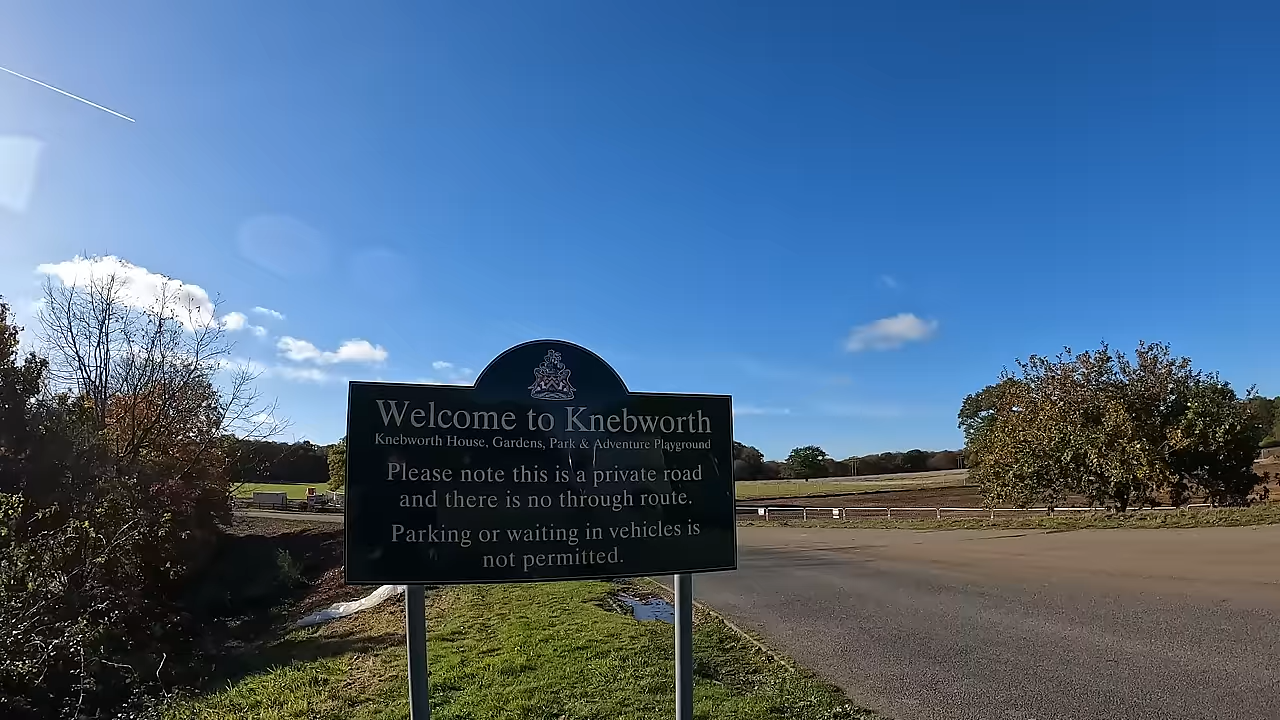 Welcome to Knebworth
Knebworth House, Gardens, Park & Adventure Playground
Please note this is a private road
and there is no through route.
Parking or waiting in vehicles is
not permitted.